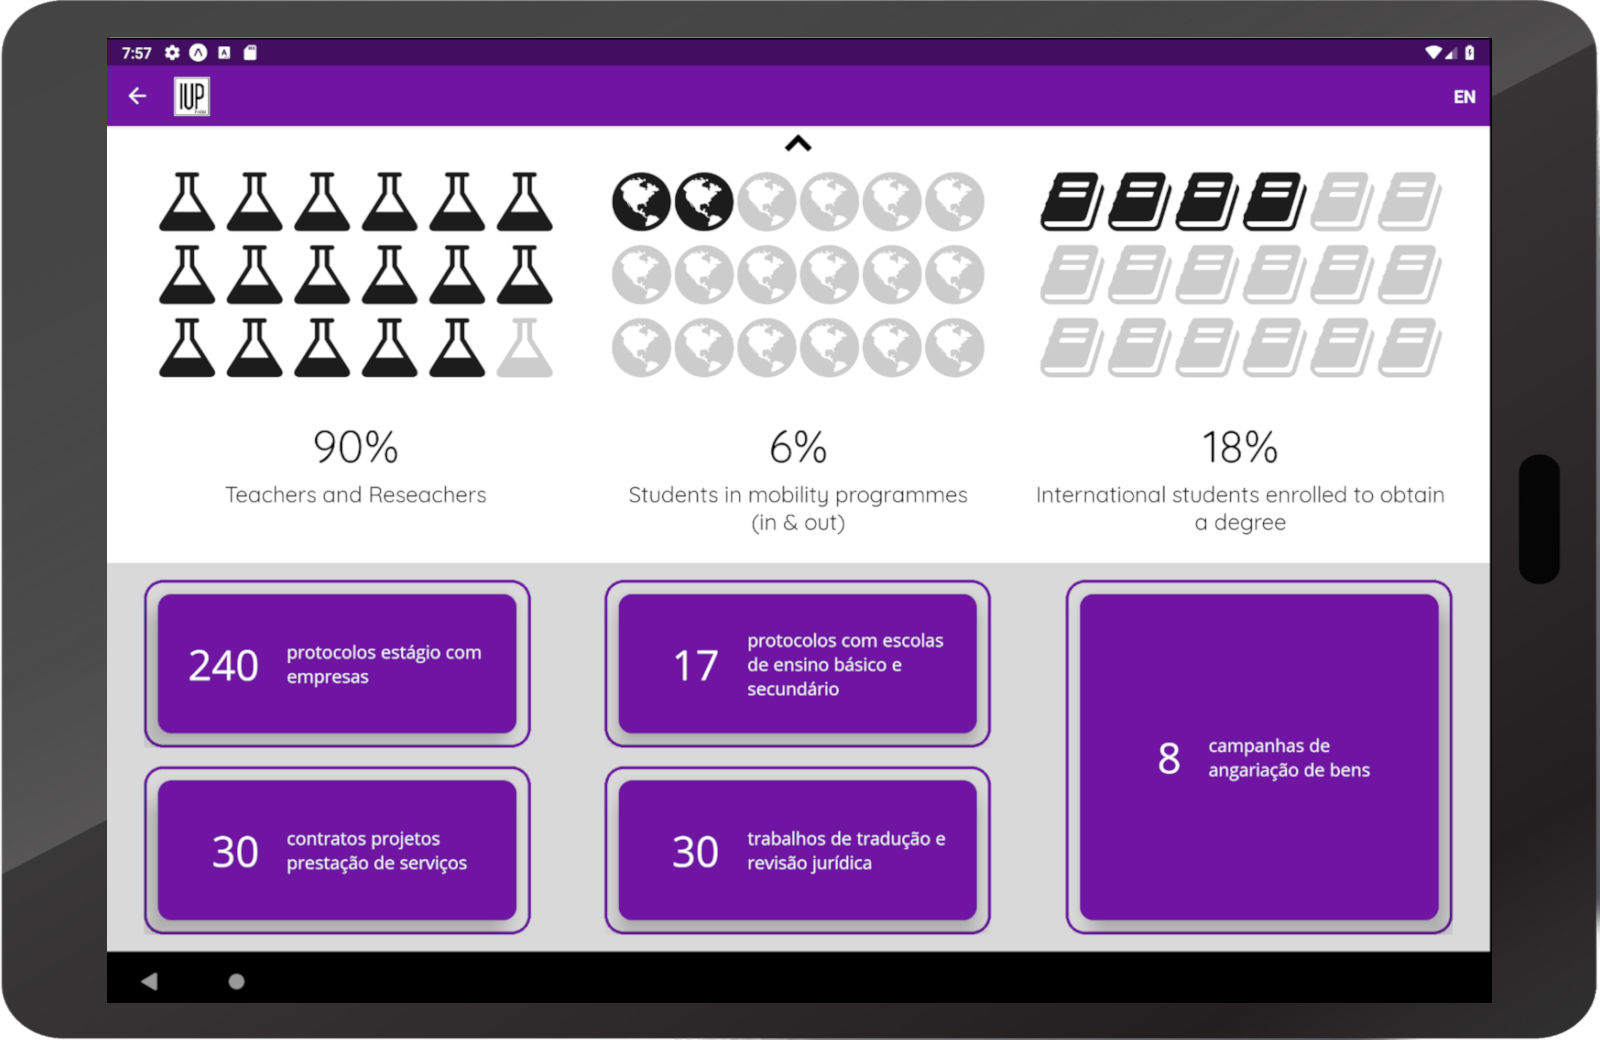 7:57
IUP
EN
90%
Teachers and Reseachers
6%
Students in mobility programmes
(in & out)
18%
International students enrolled to obtain
a degree
240
protocolos estágio com
empresas
17
protocolos com escolas
de ensino básico e
secundário
8
campanhas de
angariação de bens
30
contratos projetos
prestação de serviços
30
trabalhos de tradução e
revisão jurídica